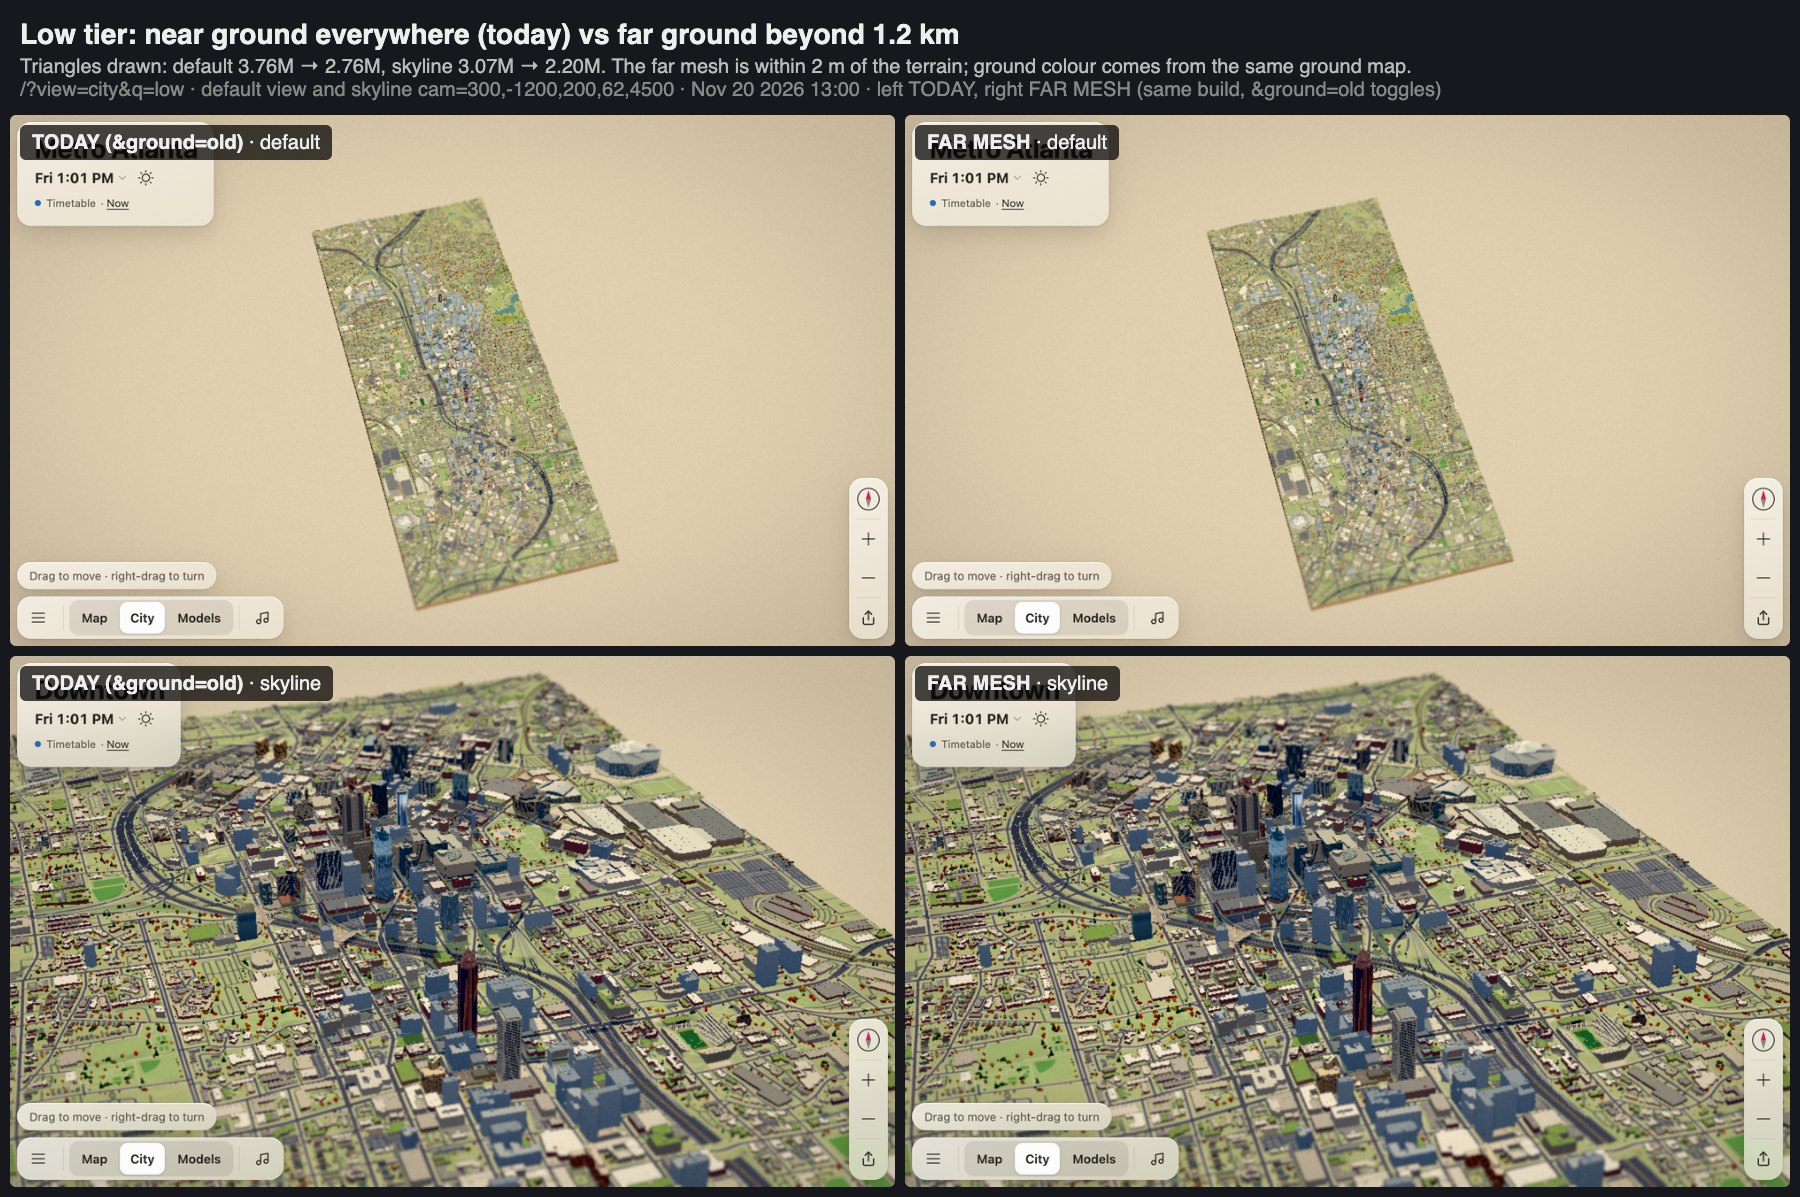 Low tier: near ground everywhere (today) vs far ground beyond 1.2 km
Triangles drawn: default 3.76M → 2.76M, skyline 3.07M → 2.20M. The far mesh is within 2 m of the terrain; ground colour comes from the same ground map.
/?view=city&q=low · default view and skyline cam=300,-1200,200,62,4500 · Nov 20 2026 13:00 · left TODAY, right FAR MESH (same build, &ground=old toggles)
TODAY (&ground=old) · default
Metro Atlanta
Fri 1:01 PM
Timetable · Now
Drag to move · right-drag to turn
Map City Models
FAR MESH · default
Metro Atlanta
Fri 1:01 PM
Timetable · Now
Drag to move · right-drag to turn
Map City Models
TODAY (&ground=old) · skyline
Downtown
Fri 1:01 PM
Timetable · Now
Drag to move · right-drag to turn
Map City Models
FAR MESH · skyline
Downtown
Fri 1:01 PM
Timetable · Now
Drag to move · right-drag to turn
Map City Models